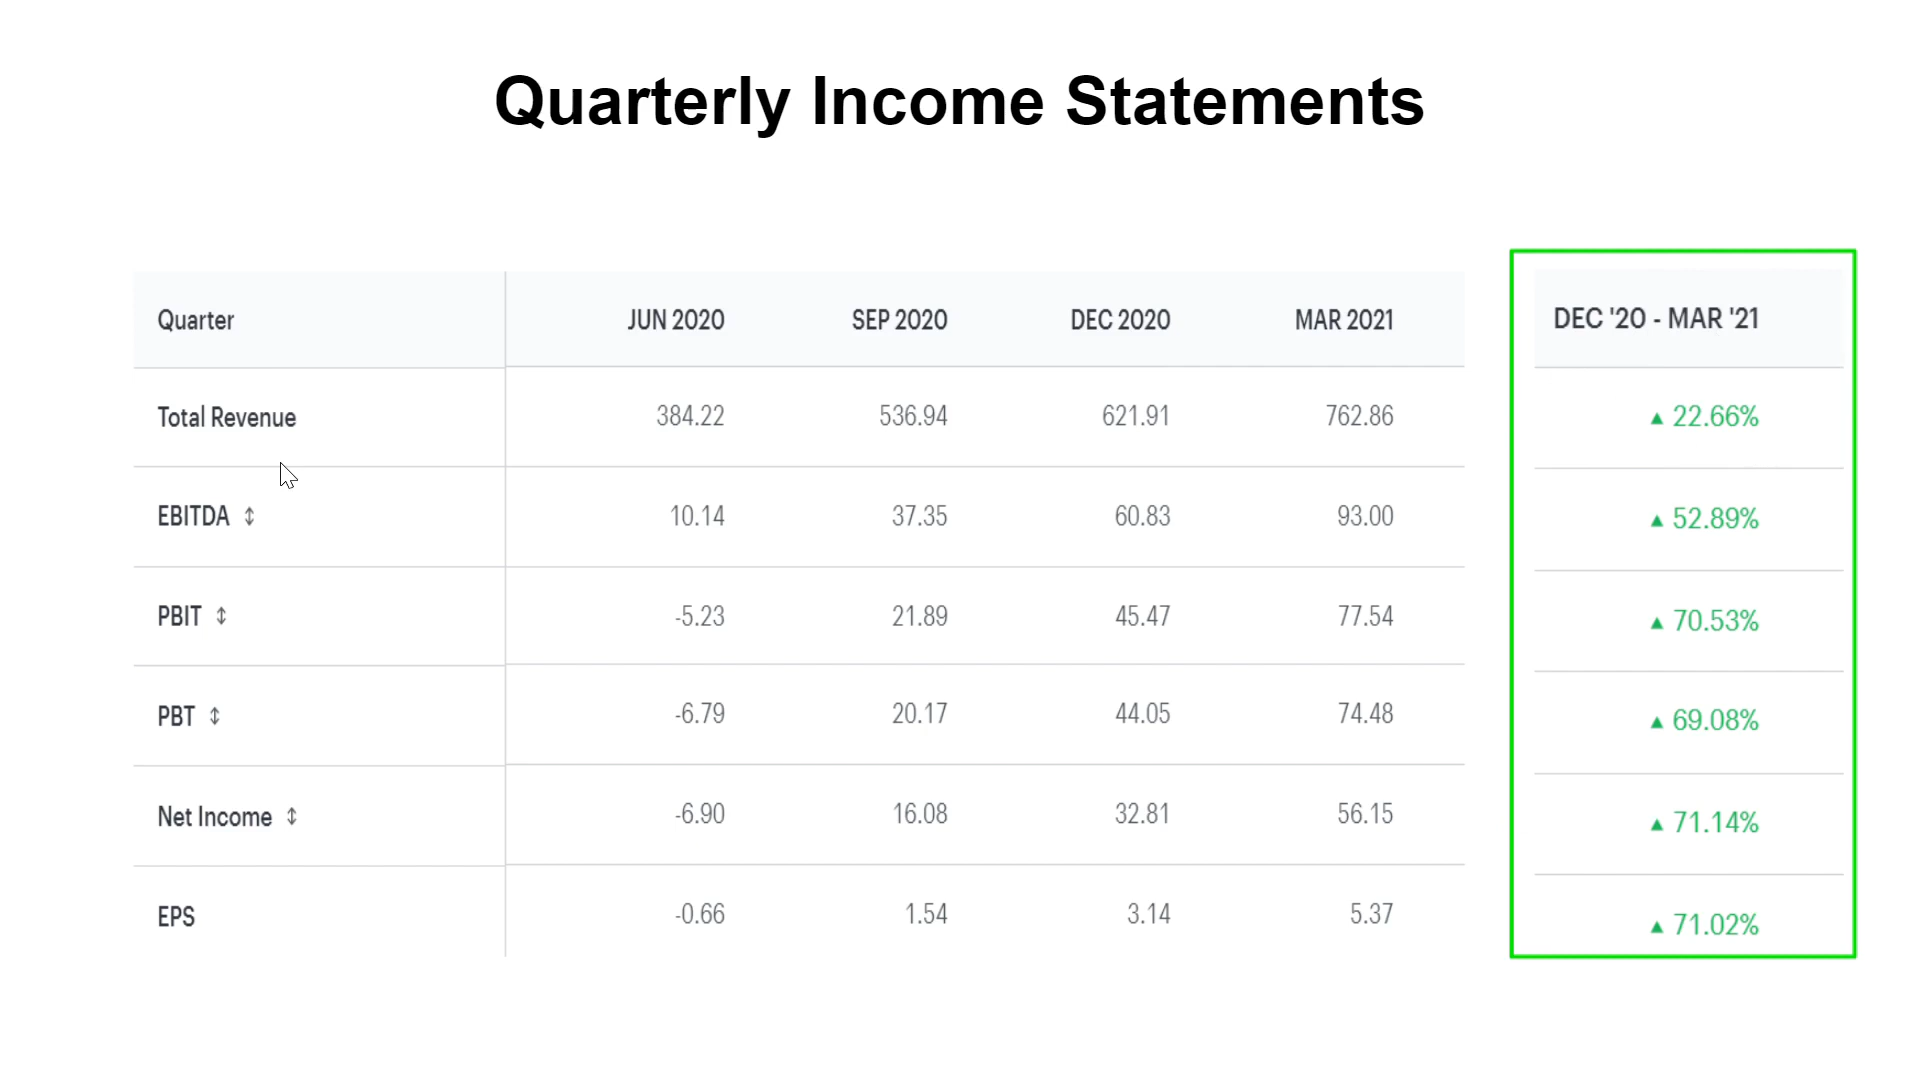 Quarterly Income Statements
Quarter JUN 2020 SEP 2020 DEC 2020 MAR 2021 DEC '20 - MAR '21
Total Revenue 384.22 536.94 621.91 762.86 ▲ 22.66%
EBITDA ⇕ 10.14 37.35 60.83 93.00 ▲ 52.89%
PBIT ⇕ -5.23 21.89 45.47 77.54 ▲ 70.53%
PBT ⇕ -6.79 20.17 44.05 74.48 ▲ 69.08%
Net Income ⇕ -6.90 16.08 32.81 56.15 ▲ 71.14%
EPS -0.66 1.54 3.14 5.37 ▲ 71.02%